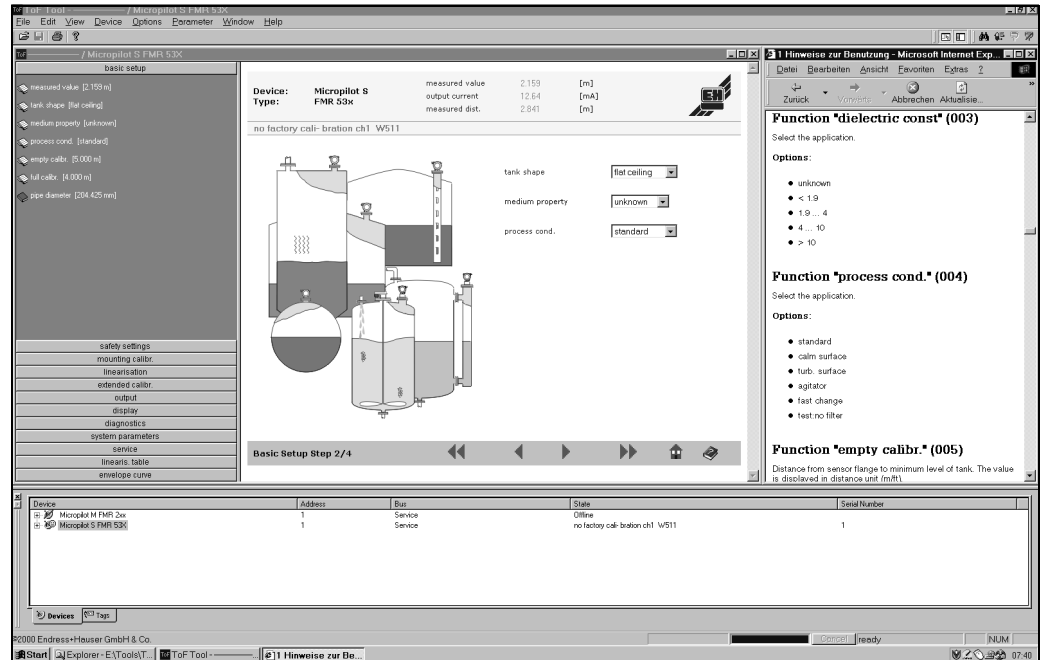 ToF Tool - ——— / Micropilot S FMR 53X
File Edit View Device Options Parameter Window Help
——— / Micropilot S FMR 53X
basic setup
measured value [2.159 m]
tank shape [flat ceiling]
medium property [unknown]
process cond. [standard]
empty calibr. [5.000 m]
full calibr. [4.000 m]
pipe diameter [204.425 mm]
safety settings
mounting calibr.
linearisation
extended calibr.
output
display
diagnostics
system parameters
service
linearis. table
envelope curve
Device: Micropilot S
Type: FMR 53x
measured value 2.159 [m]
output current 12.64 [mA]
measured dist. 2.841 [m]
EH
no factory cali- bration ch1 W511
tank shape flat ceiling
medium property unknown
process cond. standard
Basic Setup Step 2/4
1 Hinweise zur Benutzung - Microsoft Internet Exp...
Datei Bearbeiten Ansicht Favoriten Extras ?
Zurück Vorwärts Abbrechen Aktualisie...
Function "dielectric const" (003)
Select the application.
Options:
• unknown
• < 1.9
• 1.9 ... 4
• 4 ... 10
• > 10
Function "process cond." (004)
Select the application.
Options:
• standard
• calm surface
• turb. surface
• agitator
• fast change
• test:no filter
Function "empty calibr." (005)
Distance from sensor flange to minimum level of tank. The value
is displayed in distance unit (m/ft).
Device Address Bus State Serial Number
Micropilot M FMR 2xx 1 Service Offline
Micropilot S FMR 53X 1 Service no factory cali- bration ch1 W511 1
Devices Tags
©2000 Endress+Hauser GmbH & Co. Cancel ready NUM
Start Explorer - E:\Tools\T... ToF Tool - ———... 1 Hinweise zur Be... 07:40